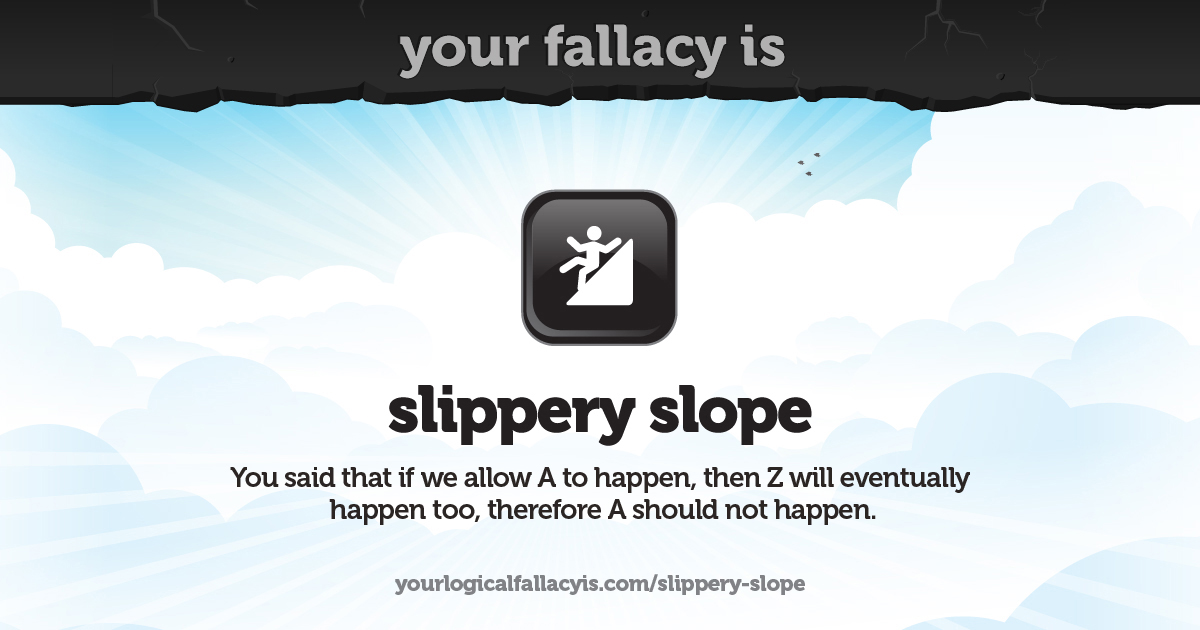 your fallacy is
slippery slope
You said that if we allow A to happen, then Z will eventually
happen too, therefore A should not happen.
yourlogicalfallacyis.com/slippery-slope